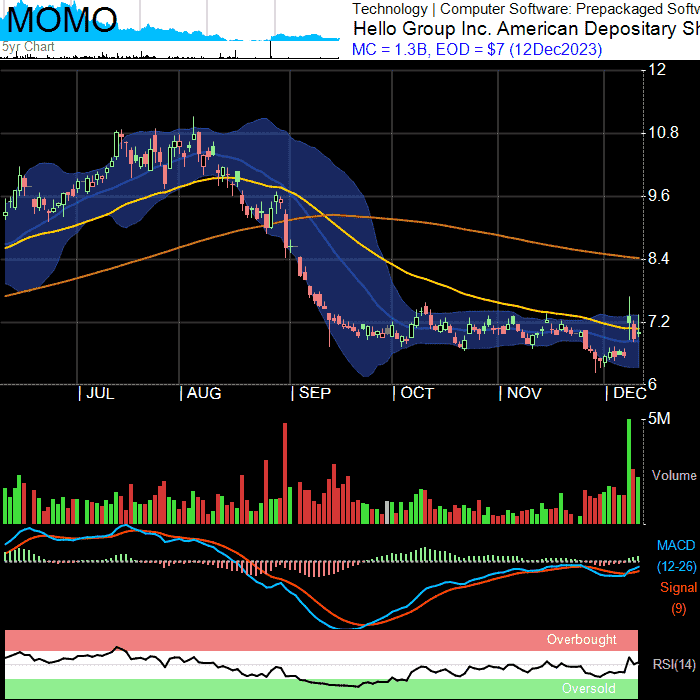 MOMO
5yr Chart
Technology | Computer Software: Prepackaged Softw
Hello Group Inc. American Depositary Sh
MC = 1.3B, EOD = $7 (12Dec2023)
12
10.8
9.6
8.4
7.2
6
JUL
AUG
SEP
OCT
NOV
DEC
5M
Volume
MACD
(12-26)
Signal
(9)
Overbought
RSI(14)
Oversold